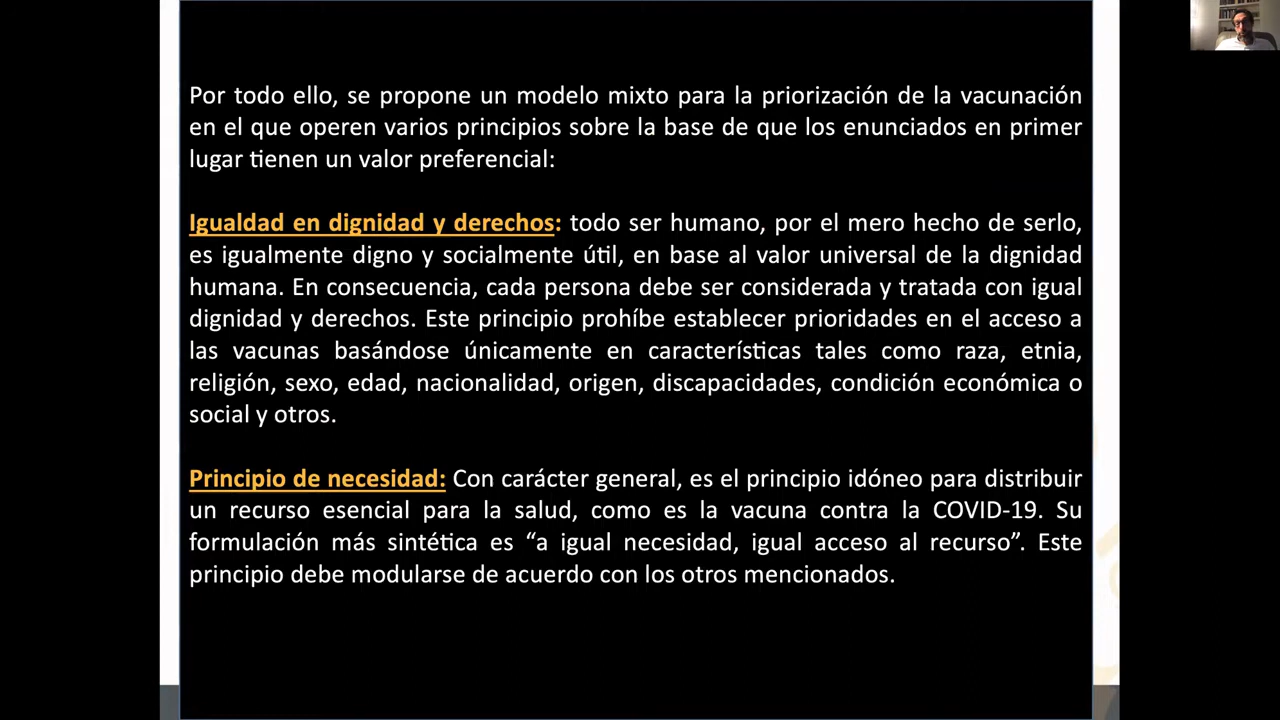 Por todo ello, se propone un modelo mixto para la priorización de la vacunación
en el que operen varios principios sobre la base de que los enunciados en primer
lugar tienen un valor preferencial:
Igualdad en dignidad y derechos: todo ser humano, por el mero hecho de serlo,
es igualmente digno y socialmente útil, en base al valor universal de la dignidad
humana. En consecuencia, cada persona debe ser considerada y tratada con igual
dignidad y derechos. Este principio prohíbe establecer prioridades en el acceso a
las vacunas basándose únicamente en características tales como raza, etnia,
religión, sexo, edad, nacionalidad, origen, discapacidades, condición económica o
social y otros.
Principio de necesidad: Con carácter general, es el principio idóneo para distribuir
un recurso esencial para la salud, como es la vacuna contra la COVID-19. Su
formulación más sintética es “a igual necesidad, igual acceso al recurso”. Este
principio debe modularse de acuerdo con los otros mencionados.